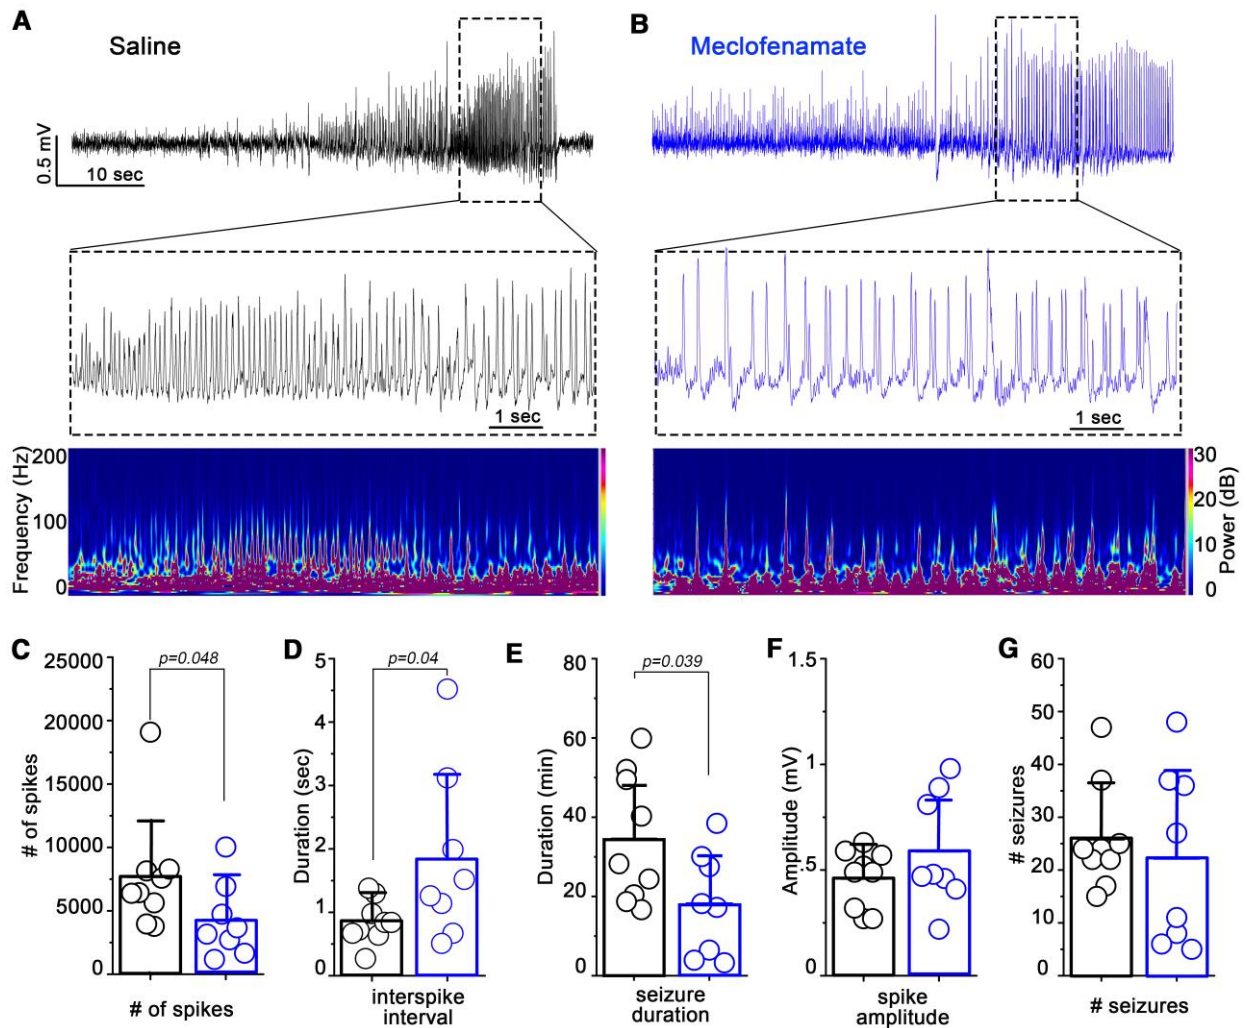 A
Saline
B
Meclofenamate
0.5 mV
10 sec
1 sec
1 sec
Frequency (Hz)
200
100
0
30
20
10
0
Power (dB)
C
# of spikes
25000
20000
15000
10000
5000
0
p=0.048
# of spikes
D
Duration (sec)
5
4
3
2
1
0
p=0.04
interspike
interval
E
Duration (min)
80
60
40
20
0
p=0.039
seizure
duration
F
Amplitude (mV)
1.5
1
.5
0
spike
amplitude
G
# seizures
60
50
40
30
20
10
0
# seizures